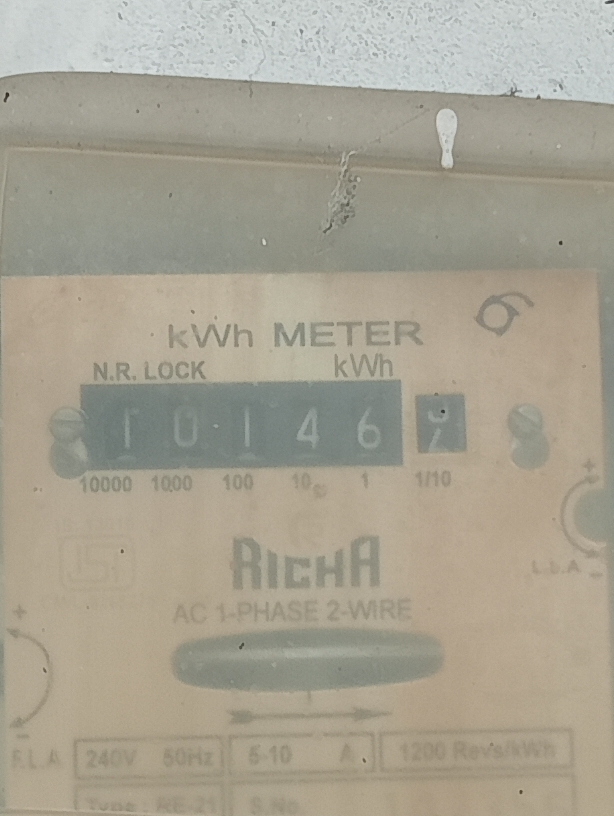 kWh METER
N.R. LOCK kWh
1 0 1 4 6
10000 1000 100 10 1 1/10
RICHA
AC 1-PHASE 2-WIRE
+
-
L.L.A
+
-
F.L.A.
240V 50Hz 5-10 A. 1200 Revs/kWh
Type : RE-21 S.No.